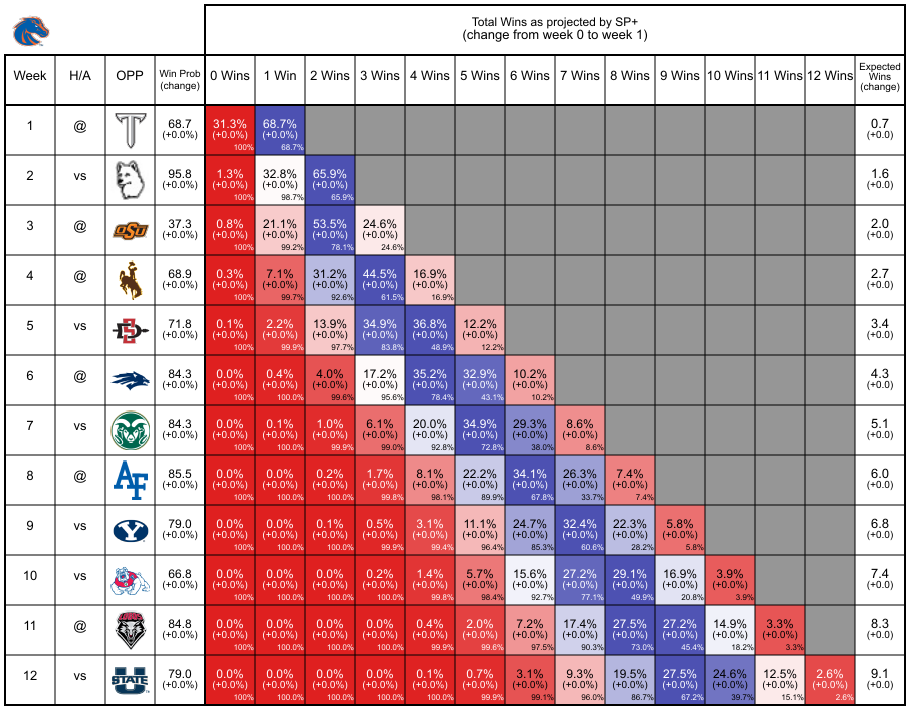 Total Wins as projected by SP+
(change from week 0 to week 1)
Week H/A OPP Win Prob (change) 0 Wins 1 Win 2 Wins 3 Wins 4 Wins 5 Wins 6 Wins 7 Wins 8 Wins 9 Wins 10 Wins 11 Wins 12 Wins Expected Wins (change)
1 @ T 68.7 31.3% 68.7% 0.7
(+0.0%) (+0.0%) (+0.0%) (+0.0)
100% 68.7%
2 vs 95.8 1.3% 32.8% 65.9% 1.6
(+0.0%) (+0.0%) (+0.0%) (+0.0%) (+0.0)
100% 98.7% 65.9%
3 @ OSU 37.3 0.8% 21.1% 53.5% 24.6% 2.0
(+0.0%) (+0.0%) (+0.0%) (+0.0%) (+0.0%) (+0.0)
100% 99.2% 78.1% 24.6%
4 @ 68.9 0.3% 7.1% 31.2% 44.5% 16.9% 2.7
(+0.0%) (+0.0%) (+0.0%) (+0.0%) (+0.0%) (+0.0%) (+0.0)
100% 99.7% 92.6% 61.5% 16.9%
5 vs SD 71.8 0.1% 2.2% 13.9% 34.9% 36.8% 12.2% 3.4
(+0.0%) (+0.0%) (+0.0%) (+0.0%) (+0.0%) (+0.0%) (+0.0%) (+0.0)
100% 99.9% 97.7% 83.8% 48.9% 12.2%
6 @ 84.3 0.0% 0.4% 4.0% 17.2% 35.2% 32.9% 10.2% 4.3
(+0.0%) (+0.0%) (+0.0%) (+0.0%) (+0.0%) (+0.0%) (+0.0%) (+0.0%) (+0.0)
100% 100.0% 99.6% 95.6% 78.4% 43.1% 10.2%
7 vs 84.3 0.0% 0.1% 1.0% 6.1% 20.0% 34.9% 29.3% 8.6% 5.1
(+0.0%) (+0.0%) (+0.0%) (+0.0%) (+0.0%) (+0.0%) (+0.0%) (+0.0%) (+0.0%) (+0.0)
100% 100.0% 99.9% 99.0% 92.8% 72.8% 38.0% 8.6%
8 @ AF 85.5 0.0% 0.0% 0.2% 1.7% 8.1% 22.2% 34.1% 26.3% 7.4% 6.0
(+0.0%) (+0.0%) (+0.0%) (+0.0%) (+0.0%) (+0.0%) (+0.0%) (+0.0%) (+0.0%) (+0.0%) (+0.0)
100% 100.0% 100.0% 99.8% 98.1% 89.9% 67.8% 33.7% 7.4%
9 vs Y 79.0 0.0% 0.0% 0.1% 0.5% 3.1% 11.1% 24.7% 32.4% 22.3% 5.8% 6.8
(+0.0%) (+0.0%) (+0.0%) (+0.0%) (+0.0%) (+0.0%) (+0.0%) (+0.0%) (+0.0%) (+0.0%) (+0.0%) (+0.0)
100% 100.0% 100.0% 99.9% 99.4% 96.4% 85.3% 60.6% 28.2% 5.8%
10 vs 66.8 0.0% 0.0% 0.0% 0.2% 1.4% 5.7% 15.6% 27.2% 29.1% 16.9% 3.9% 7.4
(+0.0%) (+0.0%) (+0.0%) (+0.0%) (+0.0%) (+0.0%) (+0.0%) (+0.0%) (+0.0%) (+0.0%) (+0.0%) (+0.0%) (+0.0)
100% 100.0% 100.0% 100.0% 99.8% 98.4% 92.7% 77.1% 49.9% 20.8% 3.9%
11 @ 84.8 0.0% 0.0% 0.0% 0.0% 0.4% 2.0% 7.2% 17.4% 27.5% 27.2% 14.9% 3.3% 8.3
(+0.0%) (+0.0%) (+0.0%) (+0.0%) (+0.0%) (+0.0%) (+0.0%) (+0.0%) (+0.0%) (+0.0%) (+0.0%) (+0.0%) (+0.0%) (+0.0)
100% 100.0% 100.0% 100.0% 99.9% 99.6% 97.5% 90.3% 73.0% 45.4% 18.2% 3.3%
12 vs U STATE 79.0 0.0% 0.0% 0.0% 0.0% 0.1% 0.7% 3.1% 9.3% 19.5% 27.5% 24.6% 12.5% 2.6% 9.1
(+0.0%) (+0.0%) (+0.0%) (+0.0%) (+0.0%) (+0.0%) (+0.0%) (+0.0%) (+0.0%) (+0.0%) (+0.0%) (+0.0%) (+0.0%) (+0.0%) (+0.0)
100% 100.0% 100.0% 100.0% 100.0% 99.9% 99.1% 96.0% 86.7% 67.2% 39.7% 15.1% 2.6%